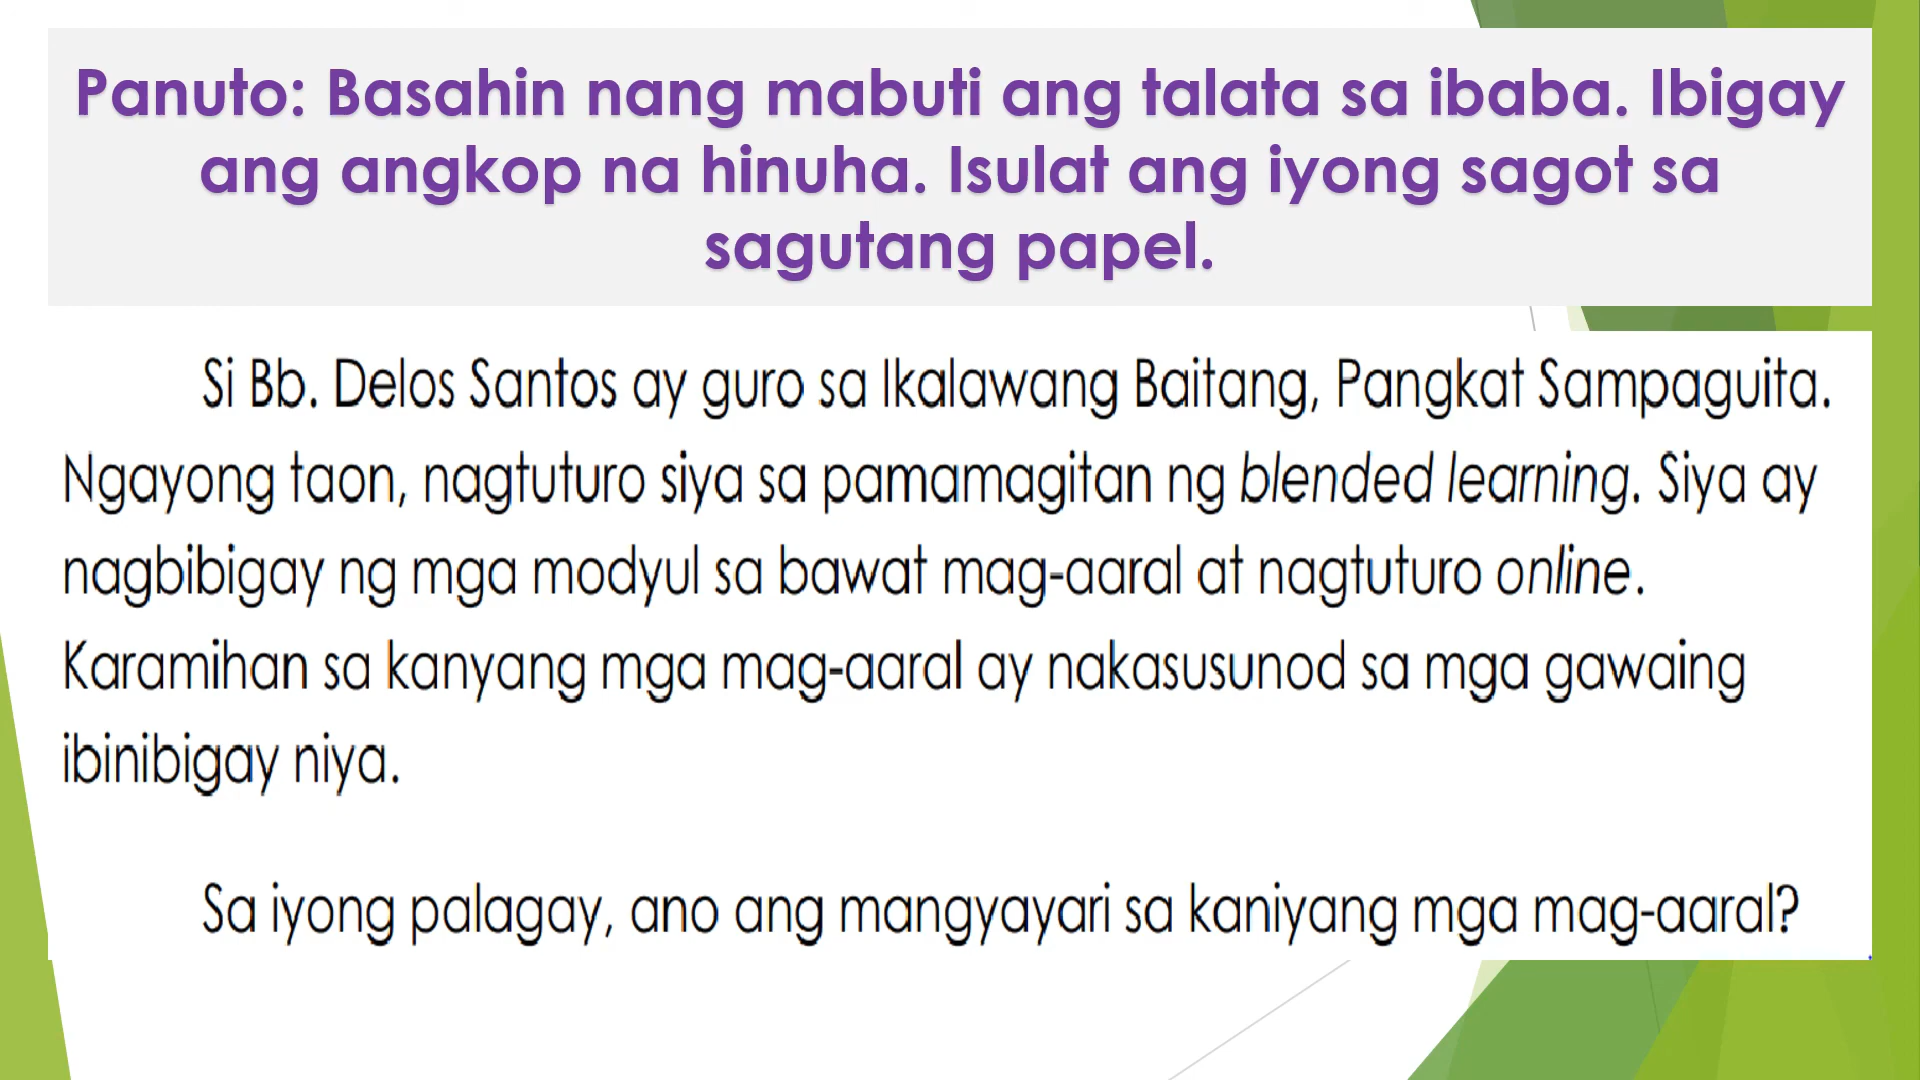 Panuto: Basahin nang mabuti ang talata sa ibaba. Ibigay
ang angkop na hinuha. Isulat ang iyong sagot sa
sagutang papel.
Si Bb. Delos Santos ay guro sa Ikalawang Baitang, Pangkat Sampaguita.
Ngayong taon, nagtuturo siya sa pamamagitan ng blended learning. Siya ay
nagbibigay ng mga modyul sa bawat mag-aaral at nagtuturo online.
Karamihan sa kanyang mga mag-aaral ay nakasusunod sa mga gawaing
ibinibigay niya.
Sa iyong palagay, ano ang mangyayari sa kaniyang mga mag-aaral?